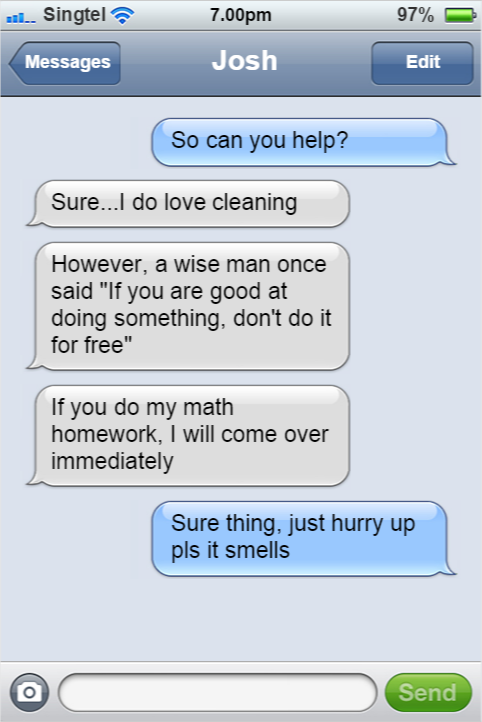 Singtel 7.00pm 97%
Messages Josh Edit
So can you help?
Sure...I do love cleaning
However, a wise man once
said "If you are good at
doing something, don't do it
for free"
If you do my math
homework, I will come over
immediately
Sure thing, just hurry up
pls it smells
Send